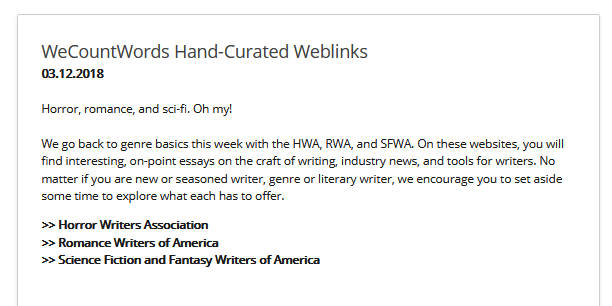 WeCountWords Hand-Curated Weblinks
03.12.2018
Horror, romance, and sci-fi. Oh my!
We go back to genre basics this week with the HWA, RWA, and SFWA. On these websites, you will
find interesting, on-point essays on the craft of writing, industry news, and tools for writers. No
matter if you are new or seasoned writer, genre or literary writer, we encourage you to set aside
some time to explore what each has to offer.
>> Horror Writers Association
>> Romance Writers of America
>> Science Fiction and Fantasy Writers of America